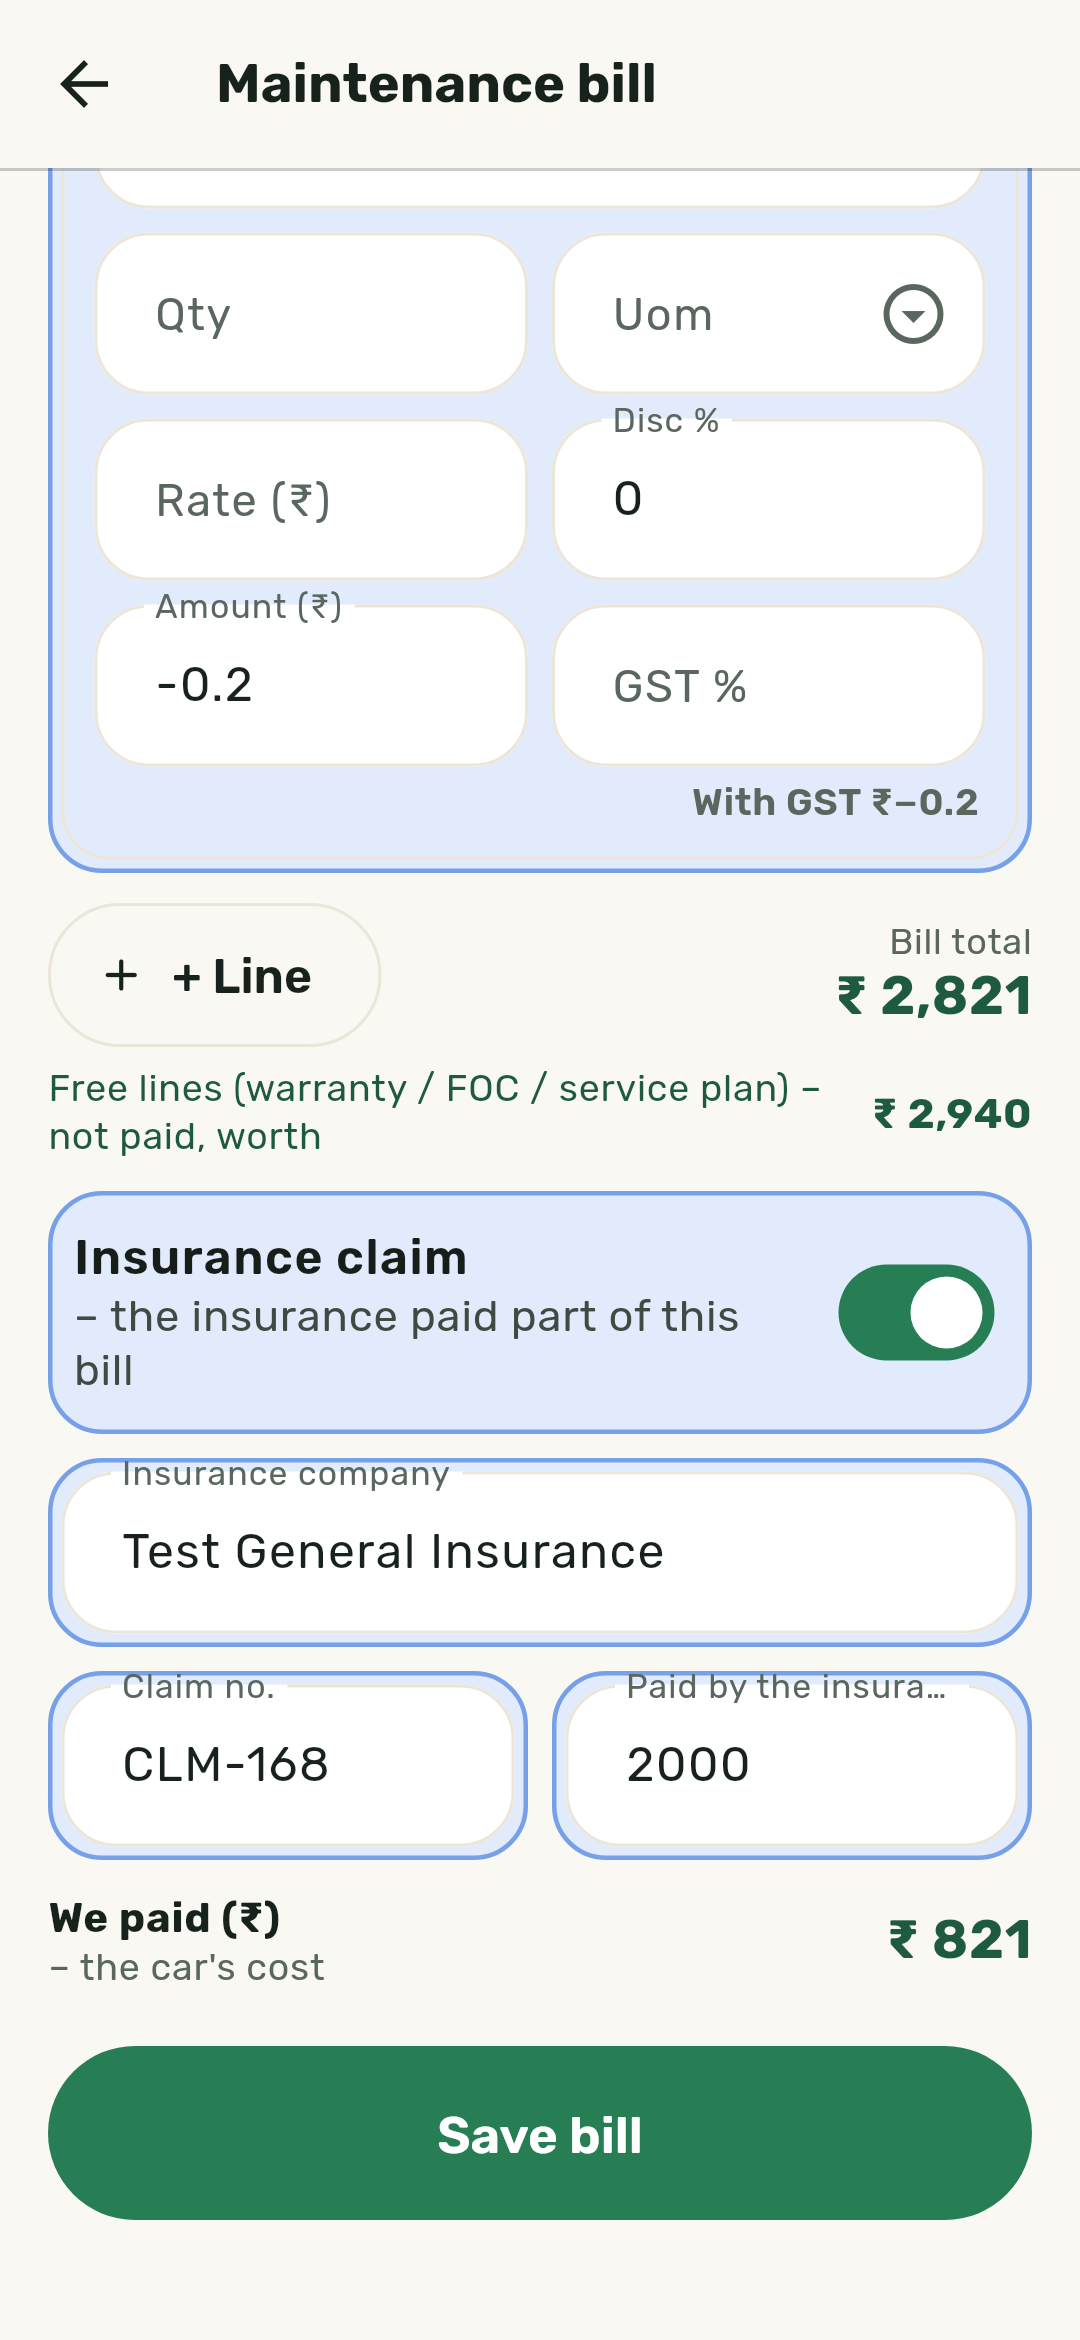 Maintenance bill
Qty
Uom
Disc %
Rate (₹)
0
Amount (₹)
-0.2
GST %
With GST ₹−0.2
+ Line
Bill total
₹ 2,821
Free lines (warranty / FOC / service plan) –
not paid, worth
₹ 2,940
Insurance claim
– the insurance paid part of this
bill
Insurance company
Test General Insurance
Claim no.
CLM-168
Paid by the insura…
2000
We paid (₹)
– the car's cost
₹ 821
Save bill